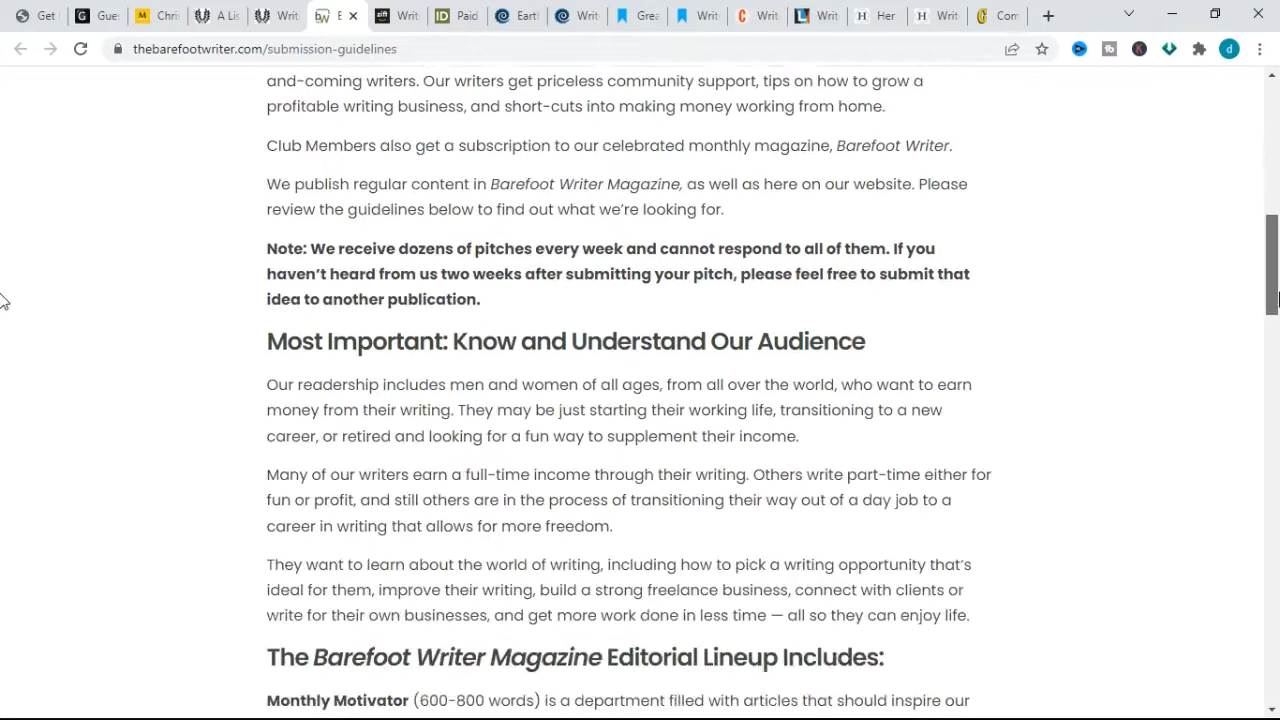 Get
Gues
Chris
A Lis
Write
E
Writ
Paid
Eartl
Writ
Grea
Writ
Writ
Writ
Her
Writ
Com
thebarefootwriter.com/submission-guidelines
and-coming writers. Our writers get priceless community support, tips on how to grow a
profitable writing business, and short-cuts into making money working from home.
Club Members also get a subscription to our celebrated monthly magazine, Barefoot Writer.
We publish regular content in Barefoot Writer Magazine, as well as here on our website. Please
review the guidelines below to find out what we're looking for.
Note: We receive dozens of pitches every week and cannot respond to all of them. If you
haven't heard from us two weeks after submitting your pitch, please feel free to submit that
idea to another publication.
Most Important: Know and Understand Our Audience
Our readership includes men and women of all ages, from all over the world, who want to earn
money from their writing. They may be just starting their working life, transitioning to a new
career, or retired and looking for a fun way to supplement their income.
Many of our writers earn a full-time income through their writing. Others write part-time either for
fun or profit, and still others are in the process of transitioning their way out of a day job to a
career in writing that allows for more freedom.
They want to learn about the world of writing, including how to pick a writing opportunity that's
ideal for them, improve their writing, build a strong freelance business, connect with clients or
write for their own businesses, and get more work done in less time — all so they can enjoy life.
The Barefoot Writer Magazine Editorial Lineup Includes:
Monthly Motivator (600-800 words) is a department filled with articles that should inspire our